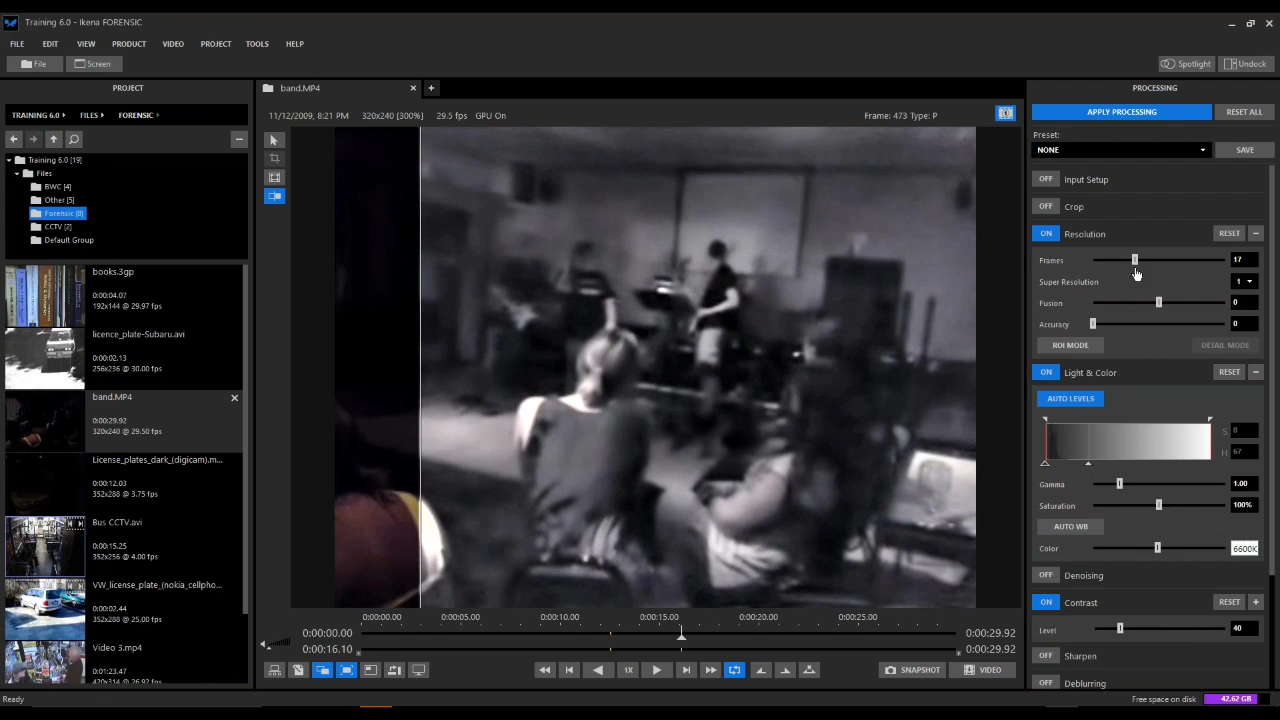 Training 6.0 - Ikena FORENSIC
FILE EDIT VIEW PRODUCT VIDEO PROJECT TOOLS HELP
File Screen Spotlight Undock
PROJECT
TRAINING 6.0 FILES FORENSIC
Training 6.0 [19]
Files
BWC [4]
Other [5]
Forensic [8]
CCTV [2]
Default Group
books.3gp
0:00:04.07
192x144 @ 29.97 fps
licence_plate-Subaru.avi
0:00:02.13
256x236 @ 30.00 fps
band.MP4
0:00:29.92
320x240 @ 29.50 fps
License_plates_dark_(digicam).m...
0:00:12.03
352x288 @ 3.75 fps
Bus CCTV.avi
0:00:15.25
352x256 @ 4.00 fps
VW_license_plate_(nokia_cellpho...
0:00:02.44
352x288 @ 25.00 fps
Video 3.mp4
0:01:23.47
420x314 @ 26.92 fps
band.MP4
11/12/2009, 8:21 PM 320x240 [300%] 29.5 fps GPU On Frame: 473 Type: P
0:00:00.00 0:00:05.00 0:00:10.00 0:00:15.00 0:00:20.00 0:00:25.00
0:00:00.00 0:00:29.92
0:00:16.10 0:00:29.92
1X SNAPSHOT VIDEO
PROCESSING
APPLY PROCESSING RESET ALL
Preset:
NONE SAVE
OFF Input Setup
OFF Crop
ON Resolution RESET
Frames 17
Super Resolution 1
Fusion 0
Accuracy 0
ROI MODE DETAIL MODE
ON Light & Color RESET
AUTO LEVELS
S 0
H 67
Gamma 1.00
Saturation 100%
AUTO WB
Color 6600K
OFF Denoising
ON Contrast RESET
Level 40
OFF Sharpen
OFF Deblurring
Ready Free space on disk 42.62 GB